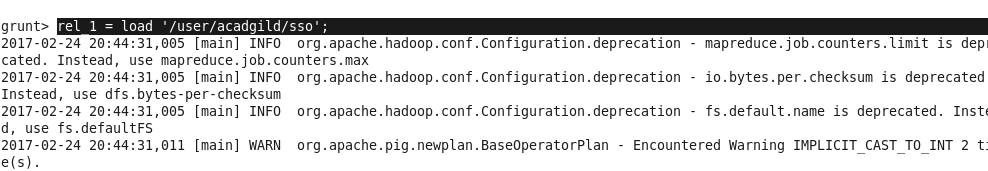 grunt> rel_1 = load '/user/acadgild/sso';
2017-02-24 20:44:31,005 [main] INFO  org.apache.hadoop.conf.Configuration.deprecation - mapreduce.job.counters.limit is depr
cated. Instead, use mapreduce.job.counters.max
2017-02-24 20:44:31,005 [main] INFO  org.apache.hadoop.conf.Configuration.deprecation - io.bytes.per.checksum is deprecated
Instead, use dfs.bytes-per-checksum
2017-02-24 20:44:31,005 [main] INFO  org.apache.hadoop.conf.Configuration.deprecation - fs.default.name is deprecated. Inste
d, use fs.defaultFS
2017-02-24 20:44:31,011 [main] WARN  org.apache.pig.newplan.BaseOperatorPlan - Encountered Warning IMPLICIT_CAST_TO_INT 2 ti
e(s).